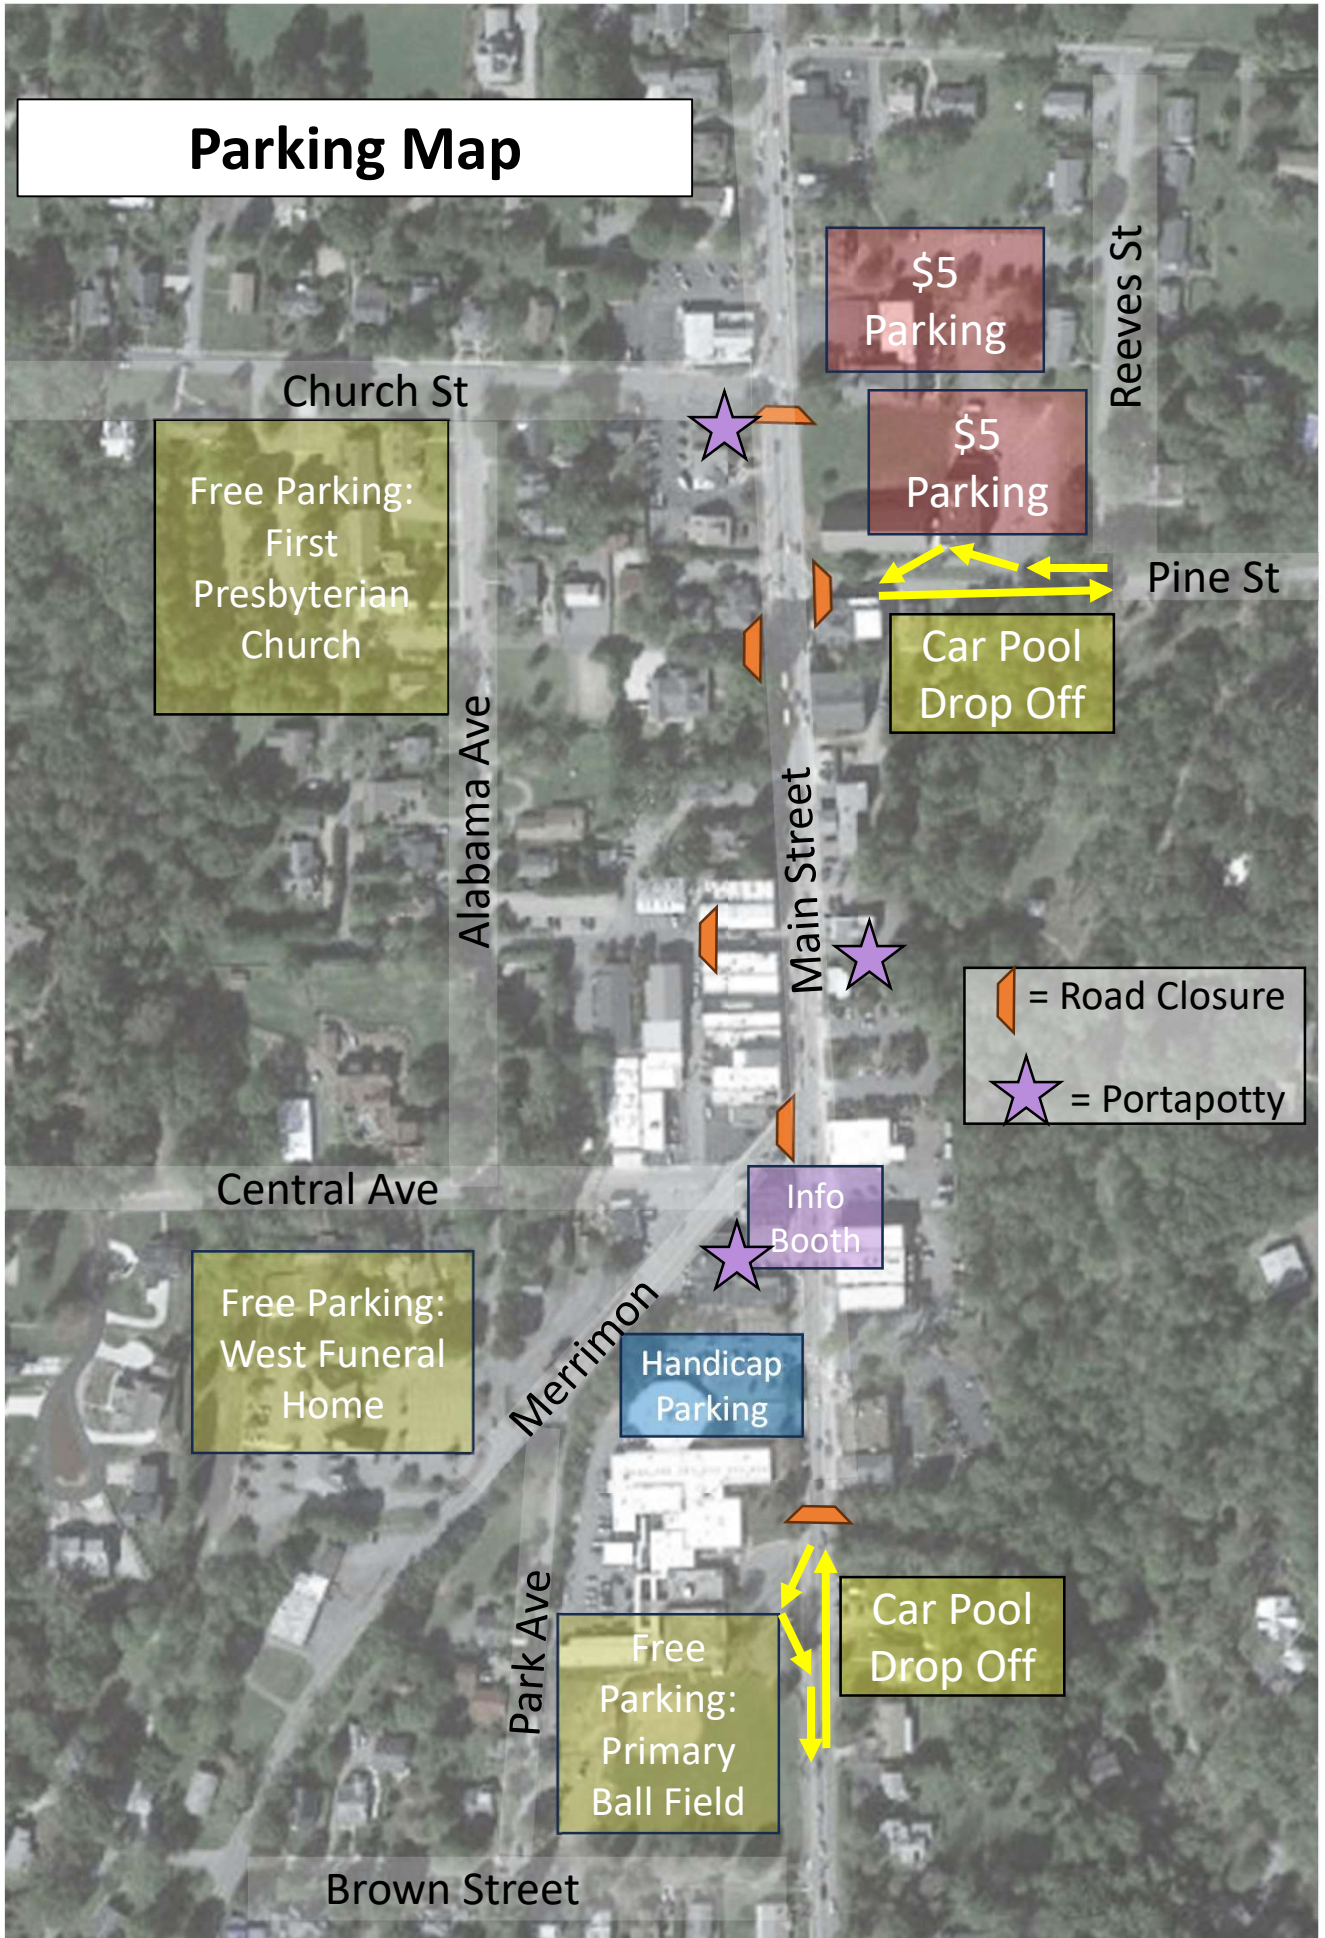 Parking Map
$5
Parking
Reeves St
Church St
$5
Parking
Free Parking:
First
Presbyterian
Church
Pine St
Car Pool
Drop Off
Alabama Ave
Main Street
= Road Closure
= Portapotty
Central Ave
Info
Booth
Free Parking:
West Funeral
Home
Merrimon
Handicap
Parking
Park Ave
Car Pool
Drop Off
Free
Parking:
Primary
Ball Field
Brown Street